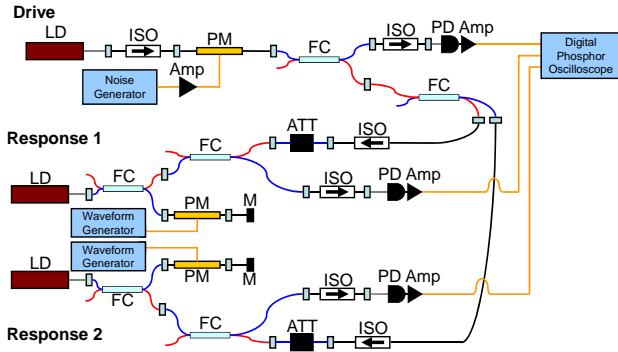 Drive
LD
ISO
PM
FC
ISO
PD Amp
Digital
Phosphor
Oscilloscope
Noise
Generator
Amp
FC
Response 1
ATT
ISO
FC
LD
FC
ISO
PD Amp
PM
M
Waveform
Generator
Waveform
Generator
LD
PM
M
FC
ISO
PD Amp
FC
ATT
ISO
Response 2